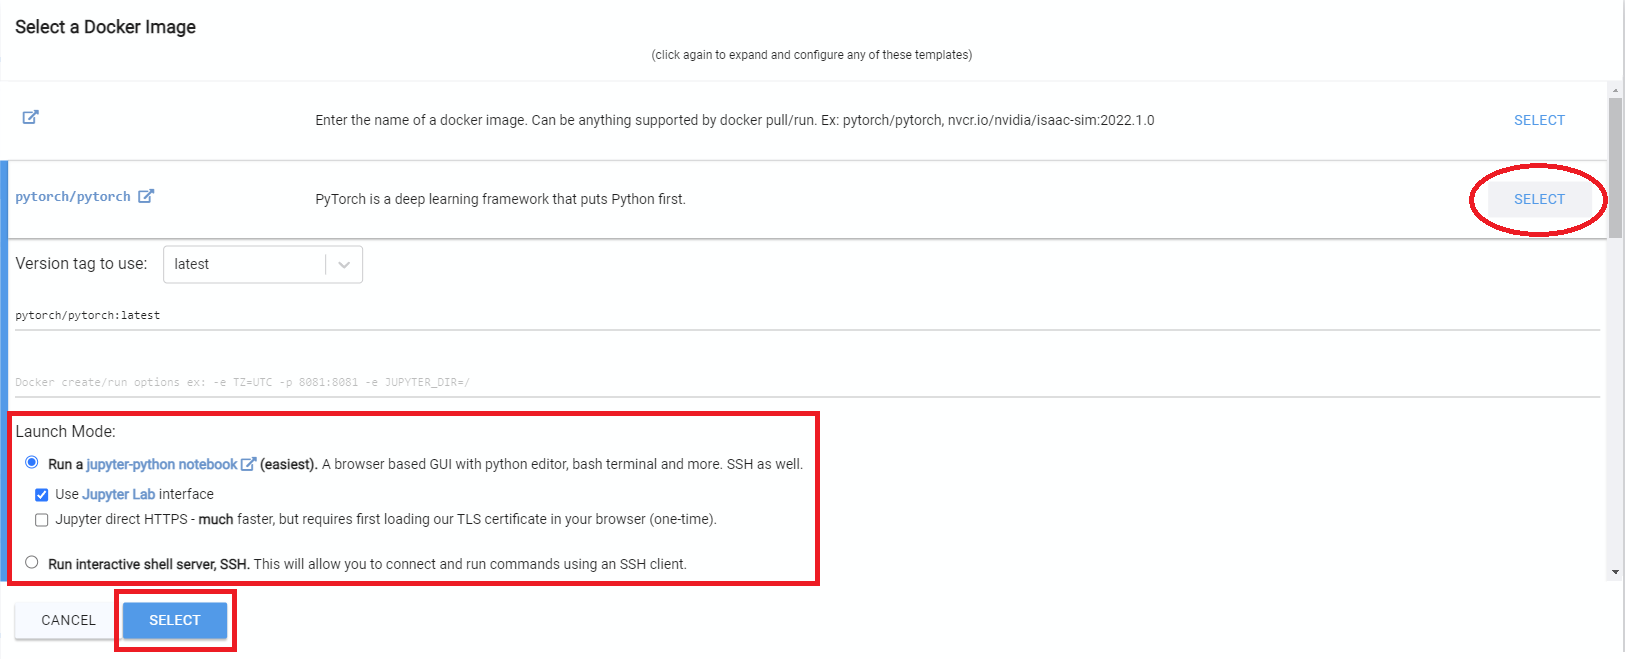 Select a Docker Image
(click again to expand and configure any of these templates)
Enter the name of a docker image. Can be anything supported by docker pull/run. Ex: pytorch/pytorch, nvcr.io/nvidia/isaac-sim:2022.1.0 SELECT
pytorch/pytorch PyTorch is a deep learning framework that puts Python first. SELECT
Version tag to use: latest
pytorch/pytorch:latest
Docker create/run options ex: -e TZ=UTC -p 8081:8081 -e JUPYTER_DIR=/
Launch Mode:
Run a jupyter-python notebook (easiest). A browser based GUI with python editor, bash terminal and more. SSH as well.
Use Jupyter Lab interface
Jupyter direct HTTPS - much faster, but requires first loading our TLS certificate in your browser (one-time).
Run interactive shell server, SSH. This will allow you to connect and run commands using an SSH client.
CANCEL SELECT